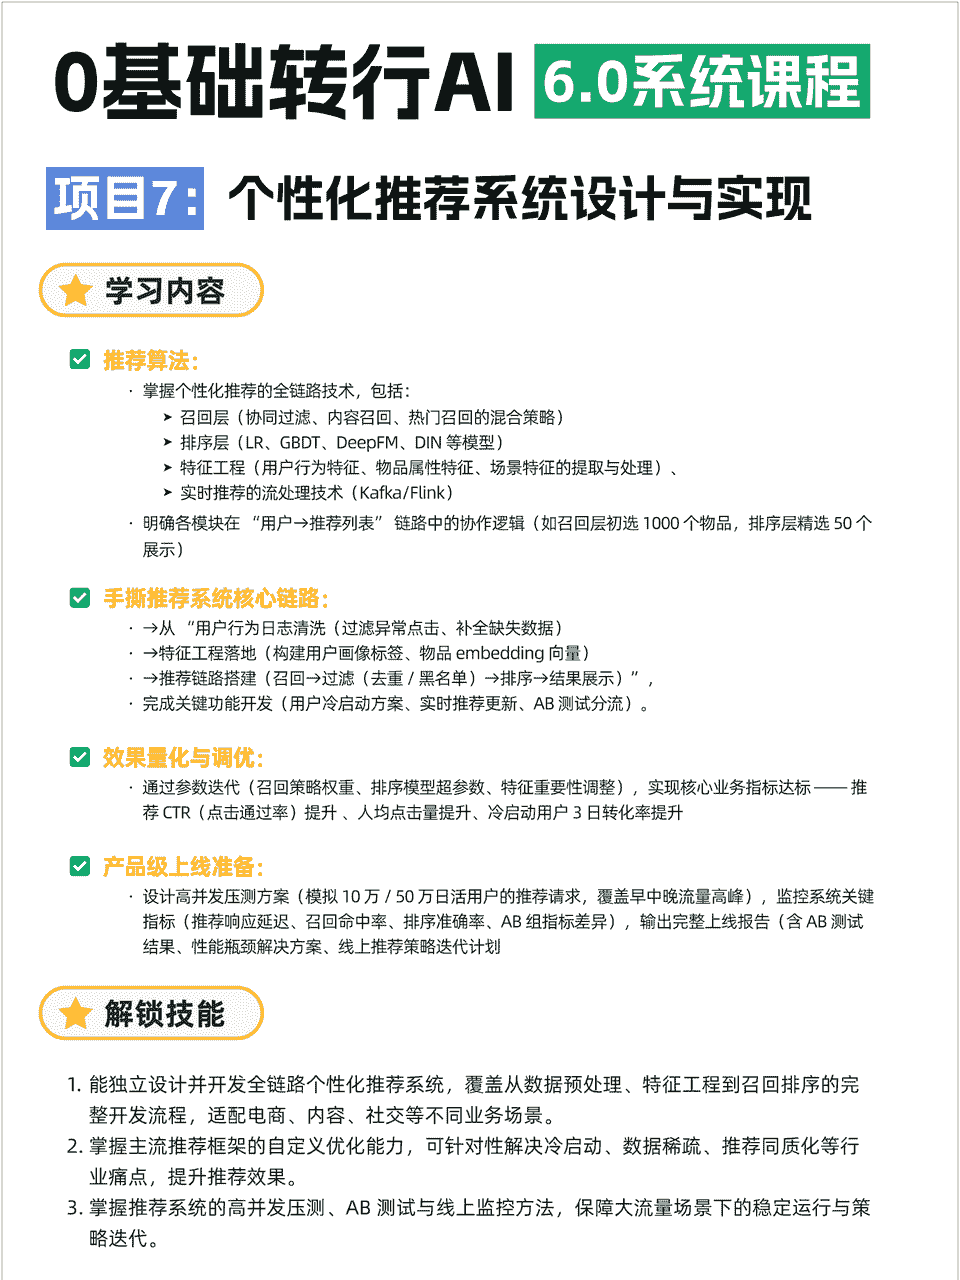 0基础转行AI 6.0系统课程
项目7: 个性化推荐系统设计与实现
学习内容
推荐算法:
· 掌握个性化推荐的全链路技术，包括:
➤ 召回层（协同过滤、内容召回、热门召回的混合策略）
➤ 排序层（LR、GBDT、DeepFM、DIN 等模型）
➤ 特征工程（用户行为特征、物品属性特征、场景特征的提取与处理）、
➤ 实时推荐的流处理技术（Kafka/Flink）
· 明确各模块在 “用户→推荐列表” 链路中的协作逻辑（如召回层初选 1000 个物品，排序层精选 50 个
展示）
手撕推荐系统核心链路:
· →从 “用户行为日志清洗（过滤异常点击、补全缺失数据）
· →特征工程落地（构建用户画像标签、物品 embedding 向量）
· →推荐链路搭建（召回→过滤（去重 / 黑名单）→排序→结果展示）”，
· 完成关键功能开发（用户冷启动方案、实时推荐更新、AB 测试分流）。
效果量化与调优:
· 通过参数迭代（召回策略权重、排序模型超参数、特征重要性调整），实现核心业务指标达标 —— 推
荐 CTR（点击通过率）提升 、人均点击量提升、冷启动用户 3 日转化率提升
产品级上线准备:
· 设计高并发压测方案（模拟 10 万 / 50 万日活用户的推荐请求，覆盖早中晚流量高峰），监控系统关键
指标（推荐响应延迟、召回命中率、排序准确率、AB 组指标差异），输出完整上线报告（含 AB 测试
结果、性能瓶颈解决方案、线上推荐策略迭代计划
解锁技能
1. 能独立设计并开发全链路个性化推荐系统，覆盖从数据预处理、特征工程到召回排序的完
整开发流程，适配电商、内容、社交等不同业务场景。
2. 掌握主流推荐框架的自定义优化能力，可针对性解决冷启动、数据稀疏、推荐同质化等行
业痛点，提升推荐效果。
3. 掌握推荐系统的高并发压测、AB 测试与线上监控方法，保障大流量场景下的稳定运行与策
略迭代。